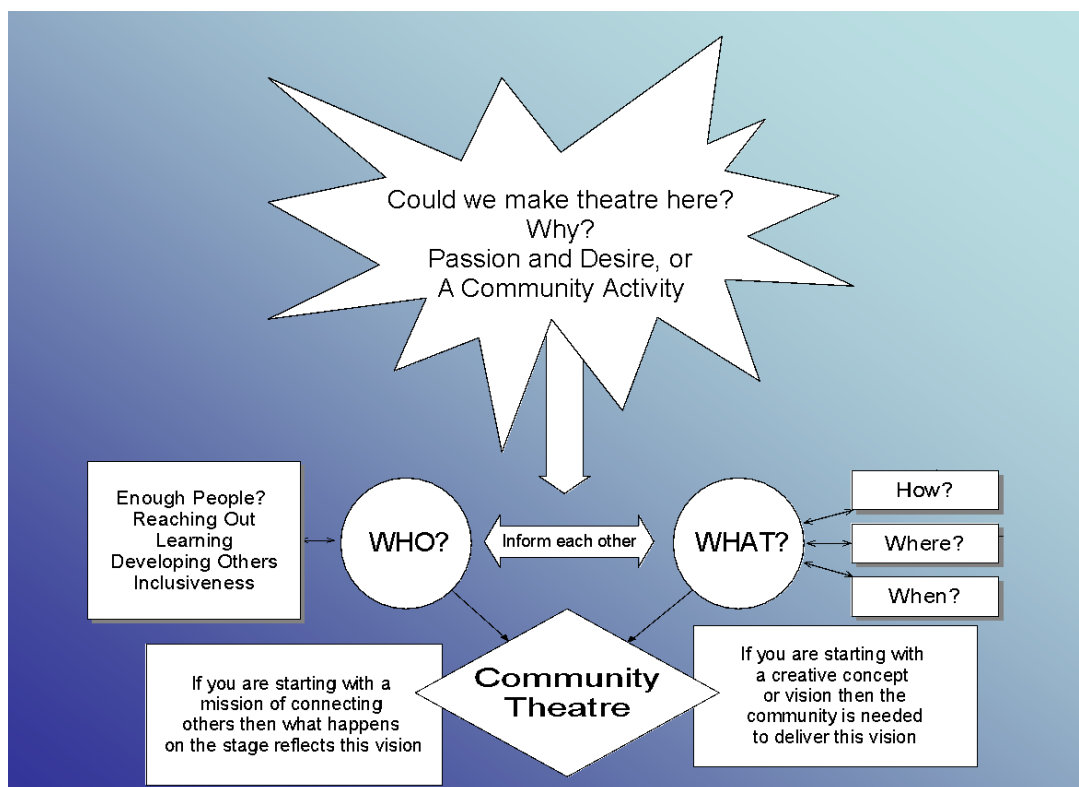 Could we make theatre here?
Why?
Passion and Desire, or
A Community Activity
Enough People?
Reaching Out
Learning
Developing Others
Inclusiveness
WHO?
Inform each other
WHAT?
How?
Where?
When?
If you are starting with a
mission of connecting
others then what happens
on the stage reflects this vision
Community
Theatre
If you are starting with
a creative concept
or vision then the
community is needed
to deliver this vision